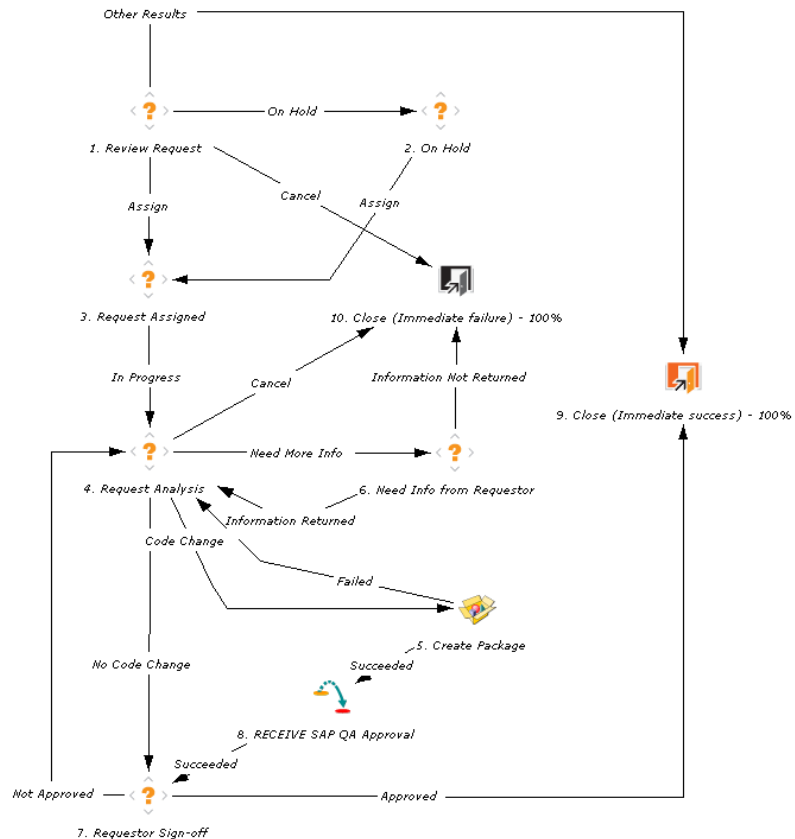 Other Results
On Hold
1. Review Request
2. On Hold
Cancel
Assign
Assign
3. Request Assigned
10. Close (Immediate failure) - 100%
In Progress
Cancel
Information Not Returned
9. Close (Immediate success) - 100%
Need More Info
4. Request Analysis
6. Need Info from Requestor
Information Returned
Code Change
Failed
5. Create Package
No Code Change
Succeeded
8. RECEIVE SAP QA Approval
Succeeded
Not Approved
Approved
7. Requestor Sign-off